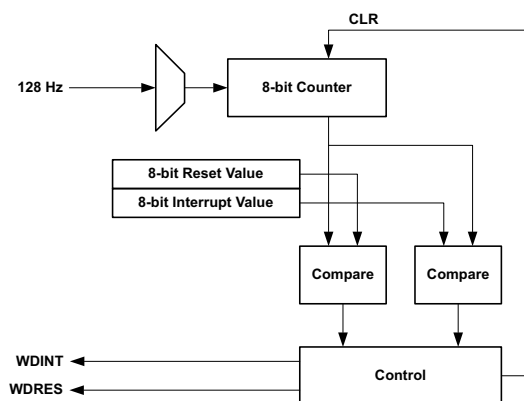 CLR
128 Hz
8-bit Counter
8-bit Reset Value
8-bit Interrupt Value
Compare
Compare
WDINT
WDRES
Control